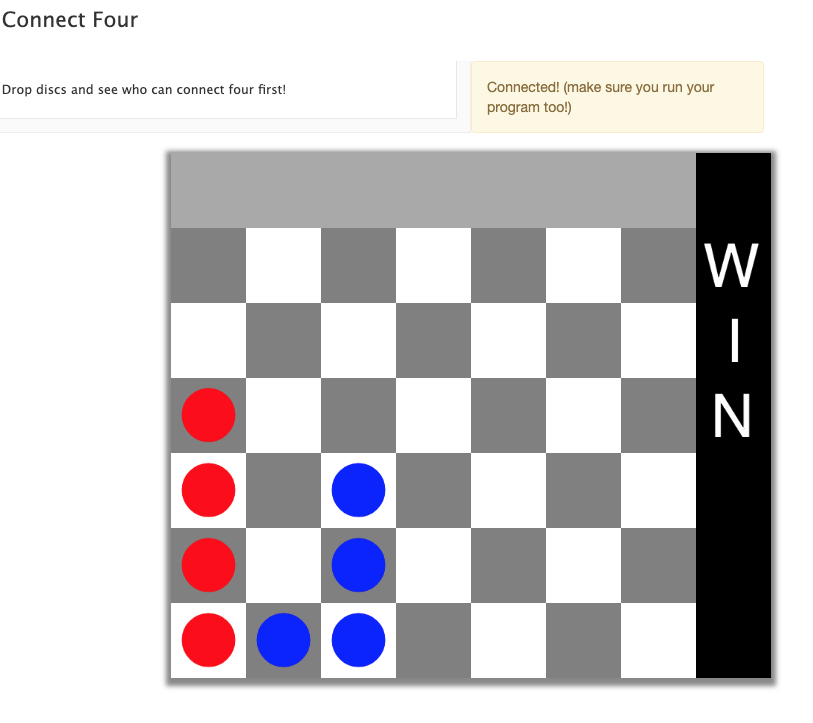 Connect Four
Drop discs and see who can connect four first!
Connected! (make sure you run your
program too!)
W
I
N